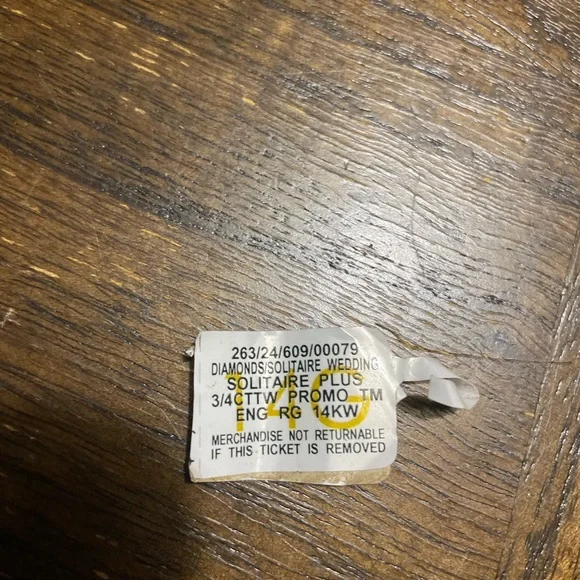 263/24/609/00079
DIAMONDS/SOLITAIRE WEDDING
SOLITAIRE PLUS
3/4CTTW PROMO TM
ENG RG 14KW
14G
MERCHANDISE NOT RETURNABLE
IF THIS TICKET IS REMOVED